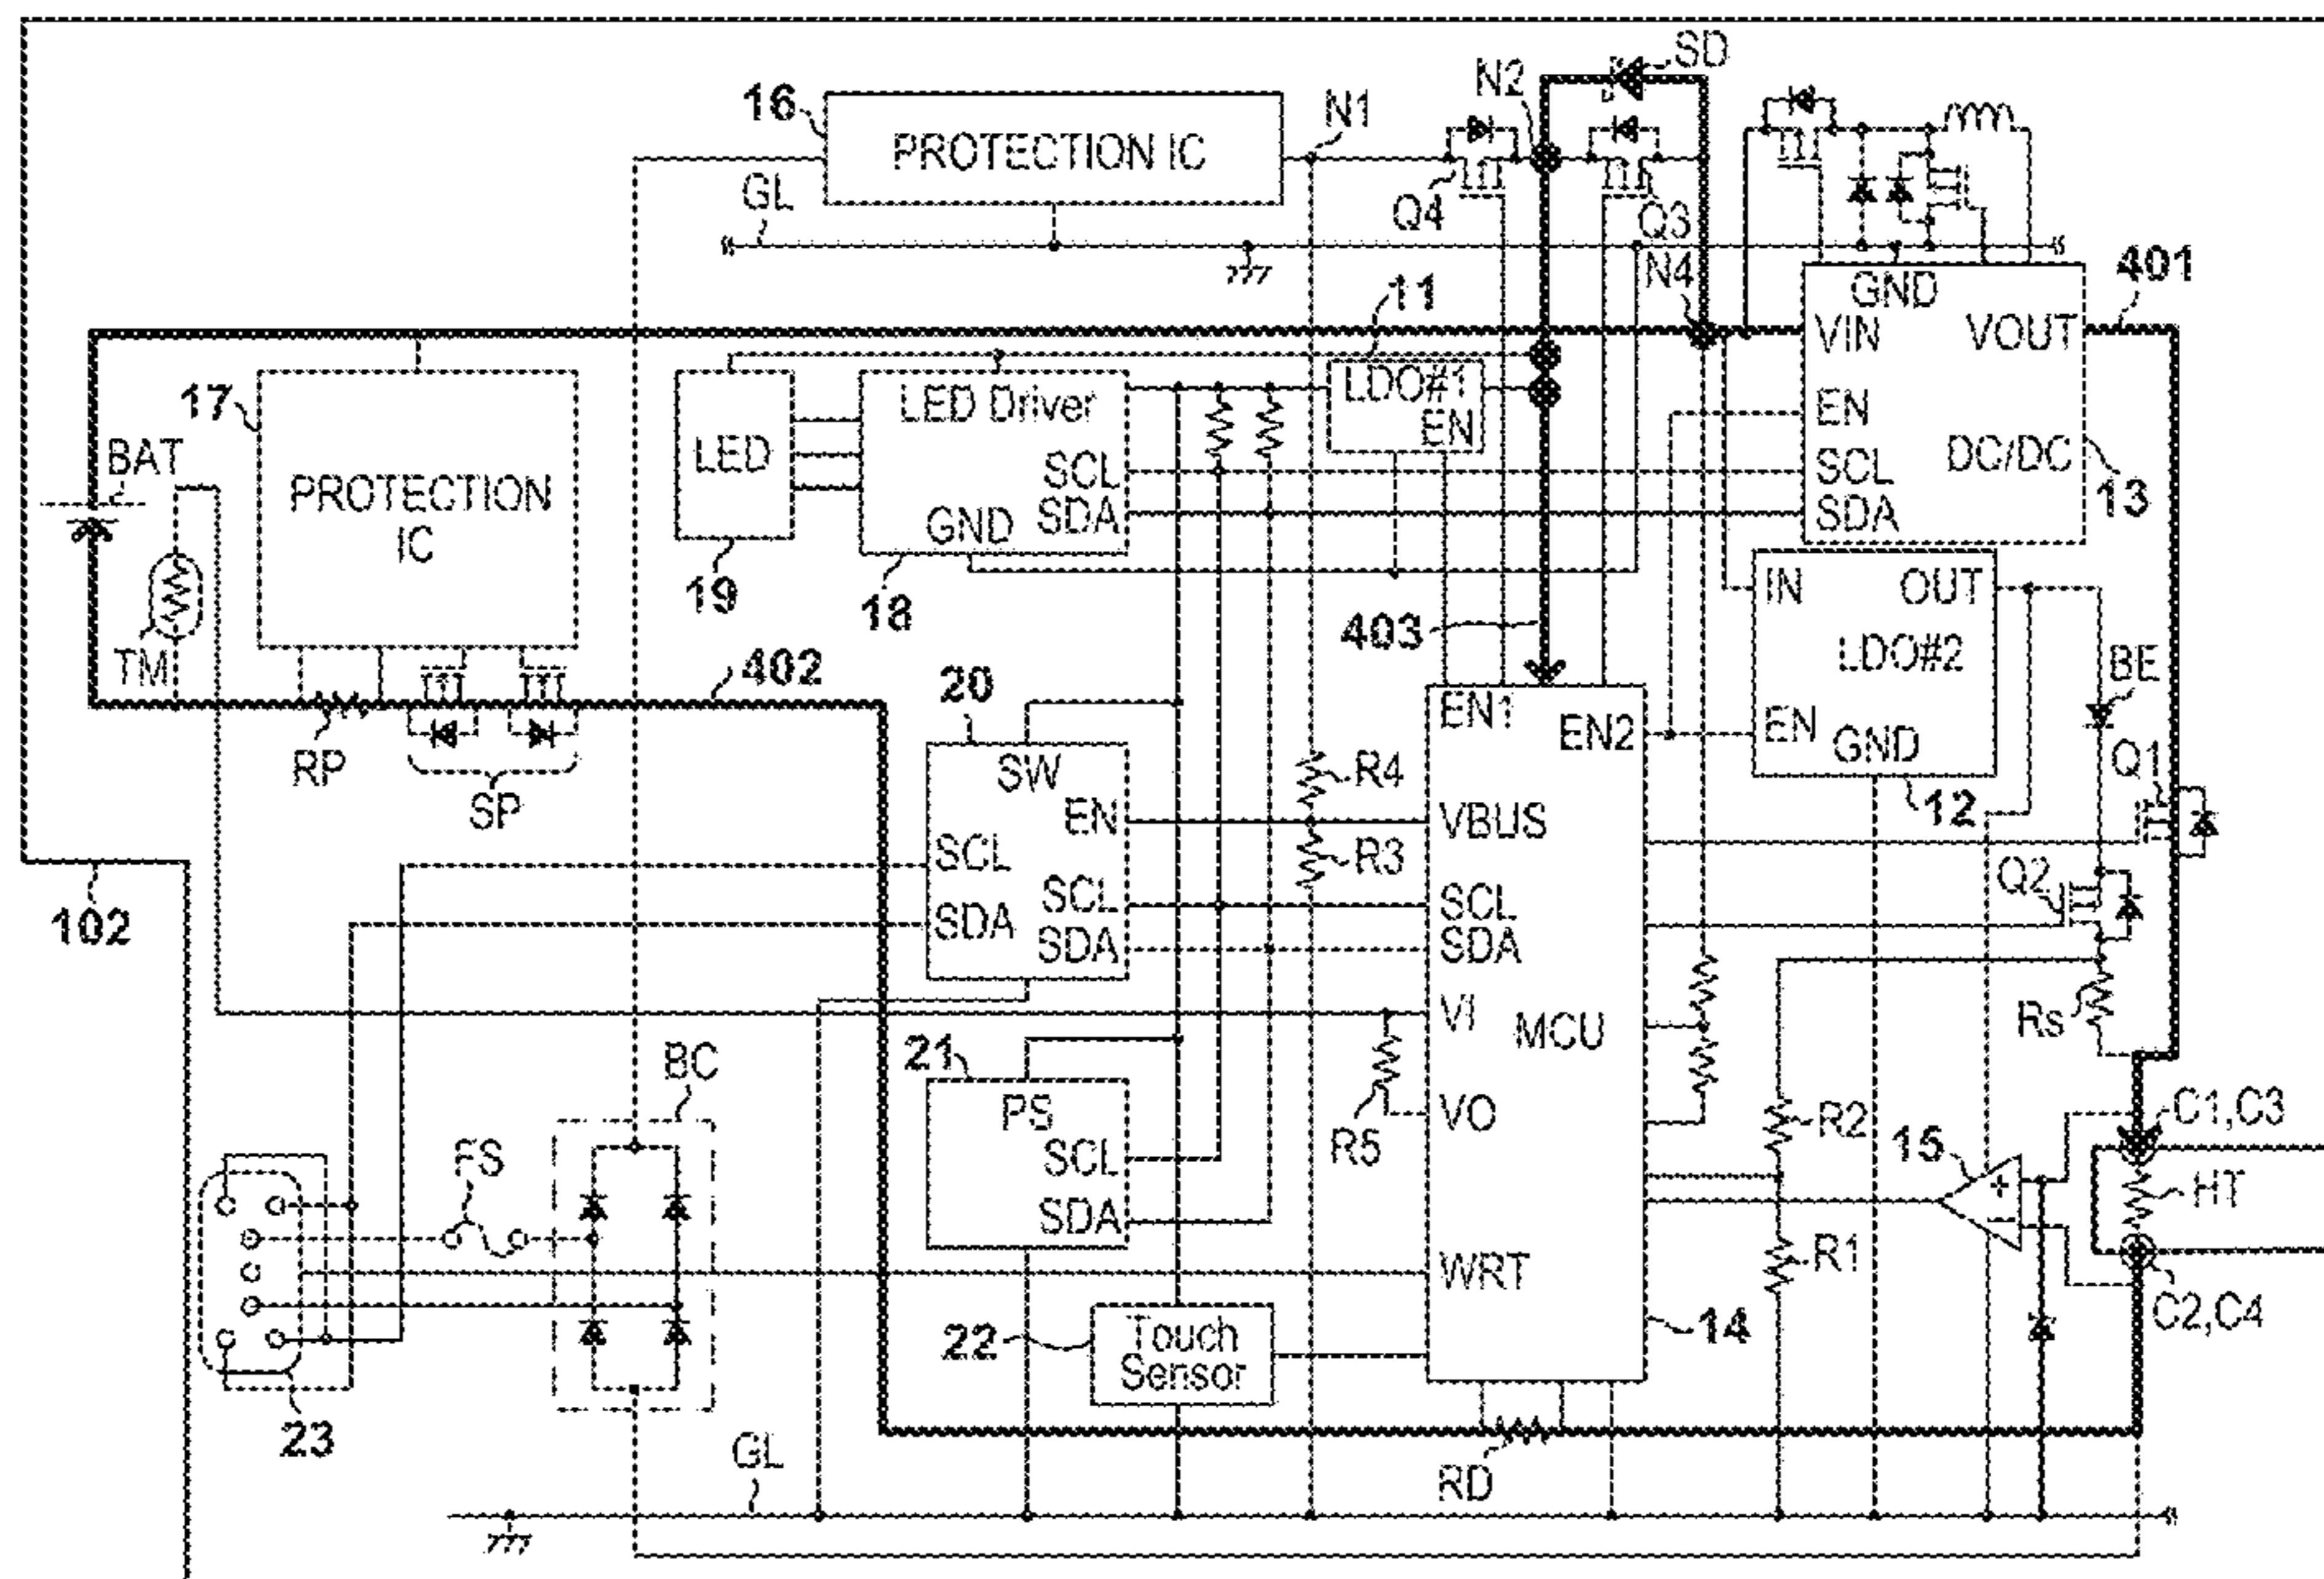 SD
N2
16
PROTECTION IC
N1
GL
Q4
Q3
N4
GND
401
11
VIN
VOUT
17
LED Driver
LDO#1
EN
EN
BAT
LED
SCL
SCL
DC/DC
13
PROTECTION
IC
SDA
SDA
GND
19
18
IN
OUT
403
LDO#2
TM
BE
402
20
EN1
EN2
EN
GND
Q1
RP
SW
R4
SP
EN
VBUS
12
SCL
R3
Q2
102
SDA
SCL
SCL
SDA
SDA
VI
MCU
Rs
21
BC
PS
R5
VO
R2
15
C1,C3
FS
SCL
+
HT
SDA
−
R1
WRT
C2,C4
22
Touch
Sensor
14
23
GL
RD